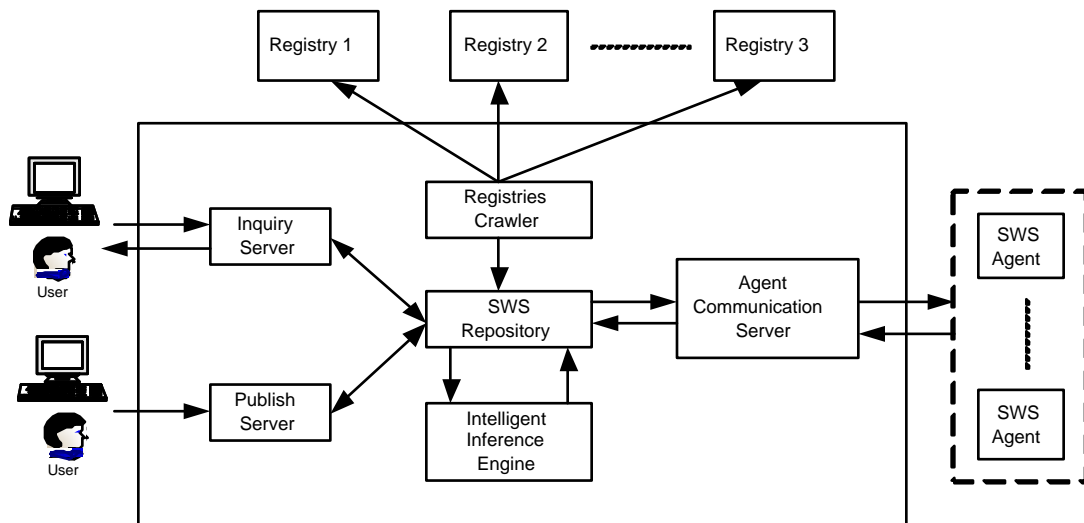 Registry 1
Registry 2
Registry 3
Registries
Crawler
Inquiry
Server
User
SWS
Repository
Agent
Communication
Server
SWS
Agent
Publish
Server
User
Intelligent
Inference
Engine
SWS
Agent